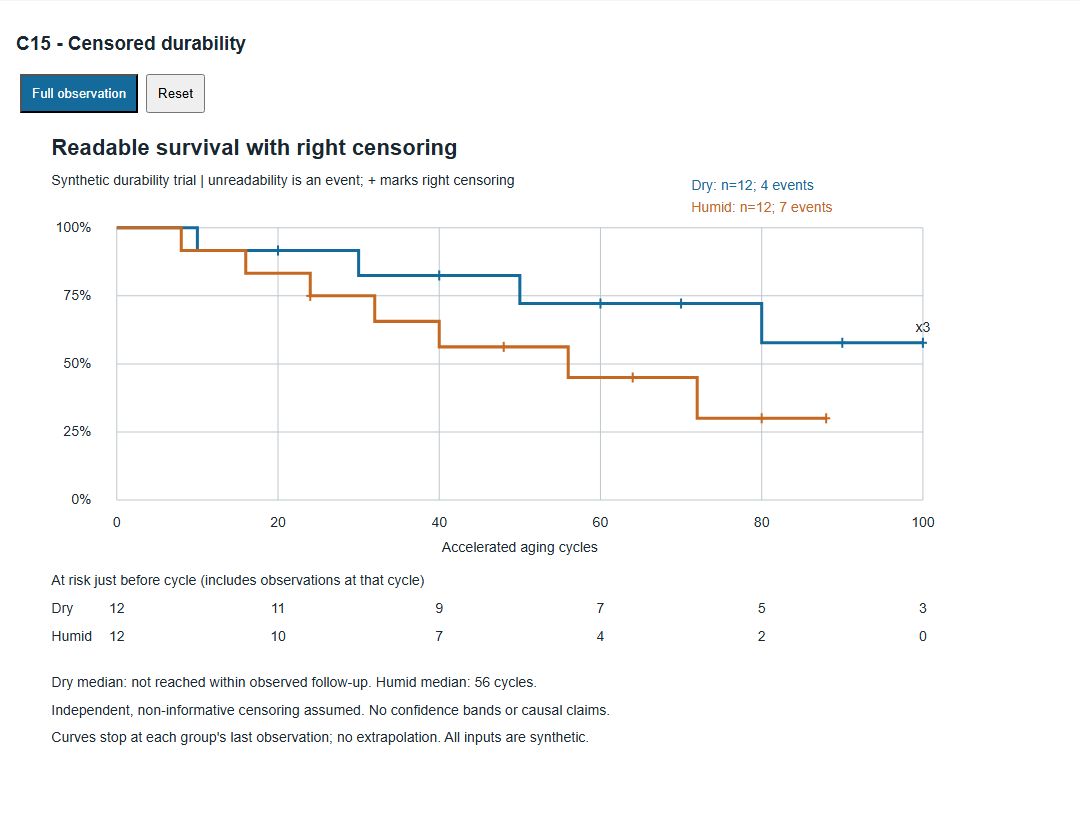 C15 - Censored durability
Full observation Reset
Readable survival with right censoring
Synthetic durability trial | unreadability is an event; + marks right censoring
Dry: n=12; 4 events
Humid: n=12; 7 events
100%
75%
x3
50%
25%
0%
0 20 40 60 80 100
Accelerated aging cycles
At risk just before cycle (includes observations at that cycle)
Dry 12 11 9 7 5 3
Humid 12 10 7 4 2 0
Dry median: not reached within observed follow-up. Humid median: 56 cycles.
Independent, non-informative censoring assumed. No confidence bands or causal claims.
Curves stop at each group's last observation; no extrapolation. All inputs are synthetic.